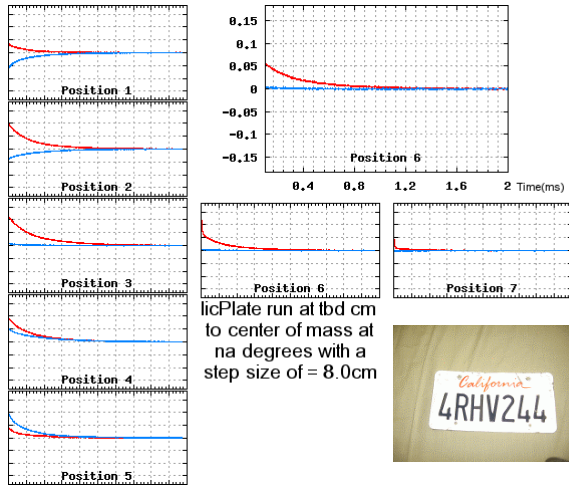 Position 1
Position 2
Position 3
Position 4
Position 5
0.15
0.1
0.05
0
-0.05
-0.1
-0.15
Position 6
0.4 0.8 1.2 1.6 2 Time(ms)
Position 6
Position 7
licPlate run at tbd cm
to center of mass at
na degrees with a
step size of = 8.0cm
California
4RHV244